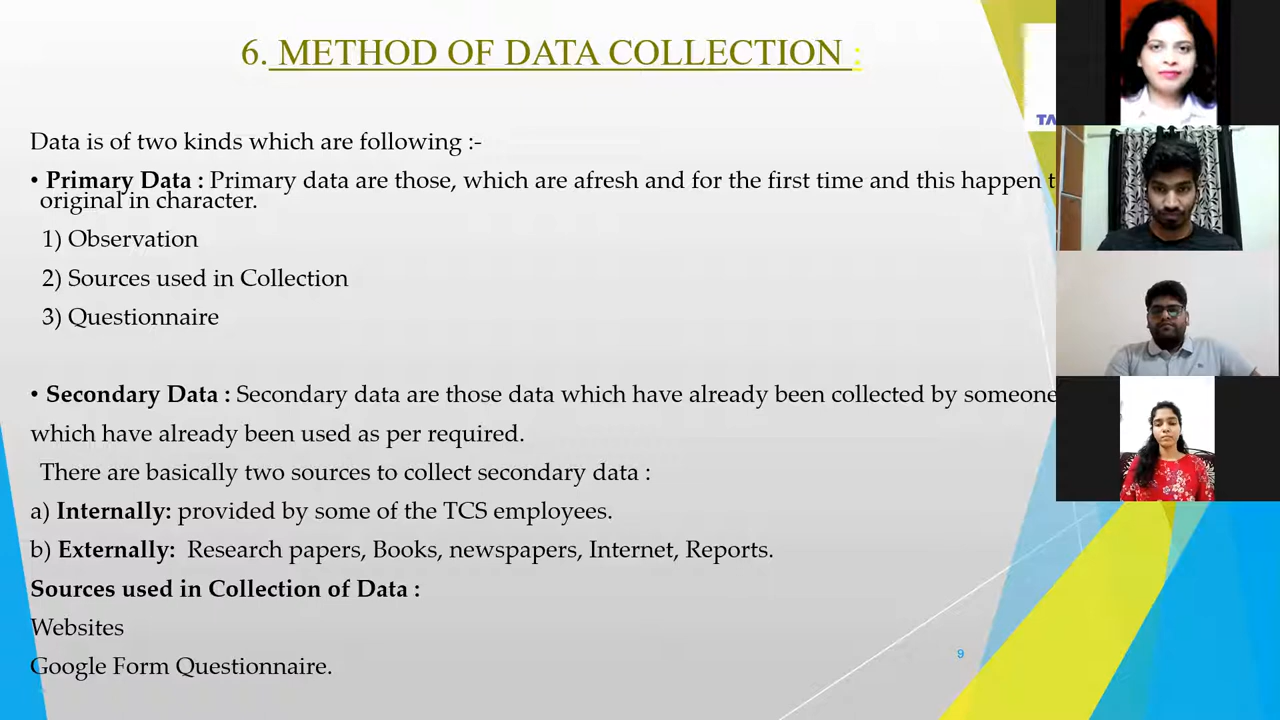 6. METHOD OF DATA COLLECTION :
Data is of two kinds which are following :-
• Primary Data : Primary data are those, which are afresh and for the first time and this happen
original in character.
1) Observation
2) Sources used in Collection
3) Questionnaire
• Secondary Data : Secondary data are those data which have already been collected by someone
which have already been used as per required.
There are basically two sources to collect secondary data :
a) Internally: provided by some of the TCS employees.
b) Externally: Research papers, Books, newspapers, Internet, Reports.
Sources used in Collection of Data :
Websites
Google Form Questionnaire.
9